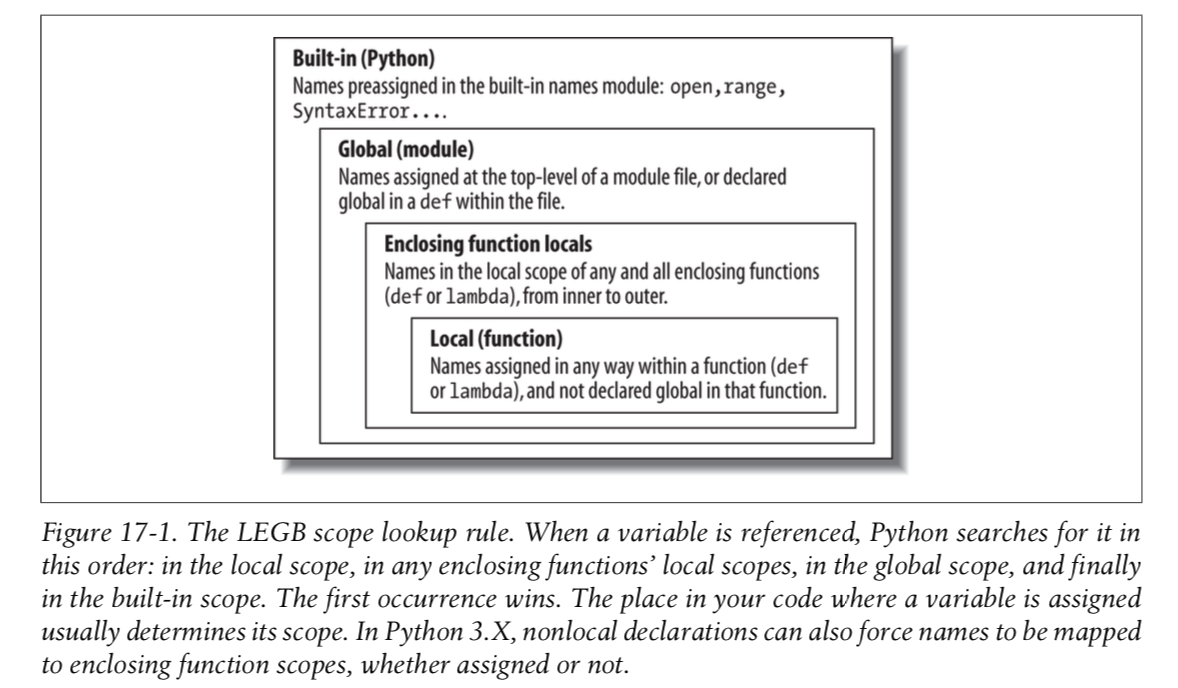 Built-in (Python)
Names preassigned in the built-in names module: open,range,
SyntaxError....
Global (module)
Names assigned at the top-level of a module file, or declared
global in a def within the file.
Enclosing function locals
Names in the local scope of any and all enclosing functions
(def or lambda), from inner to outer.
Local (function)
Names assigned in any way within a function (def
or lambda), and not declared global in that function.
Figure 17-1. The LEGB scope lookup rule. When a variable is referenced, Python searches for it in
this order: in the local scope, in any enclosing functions’ local scopes, in the global scope, and finally
in the built-in scope. The first occurrence wins. The place in your code where a variable is assigned
usually determines its scope. In Python 3.X, nonlocal declarations can also force names to be mapped
to enclosing function scopes, whether assigned or not.